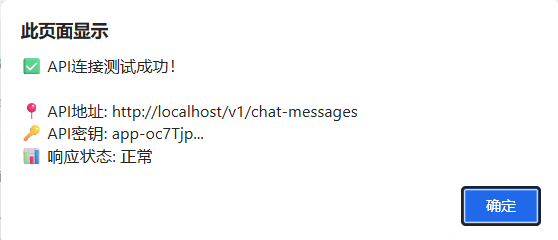 此页面显示
✅ API连接测试成功！
📍 API地址: http://localhost/v1/chat-messages
🔑 API密钥: app-oc7Tjp...
📊 响应状态: 正常
确定